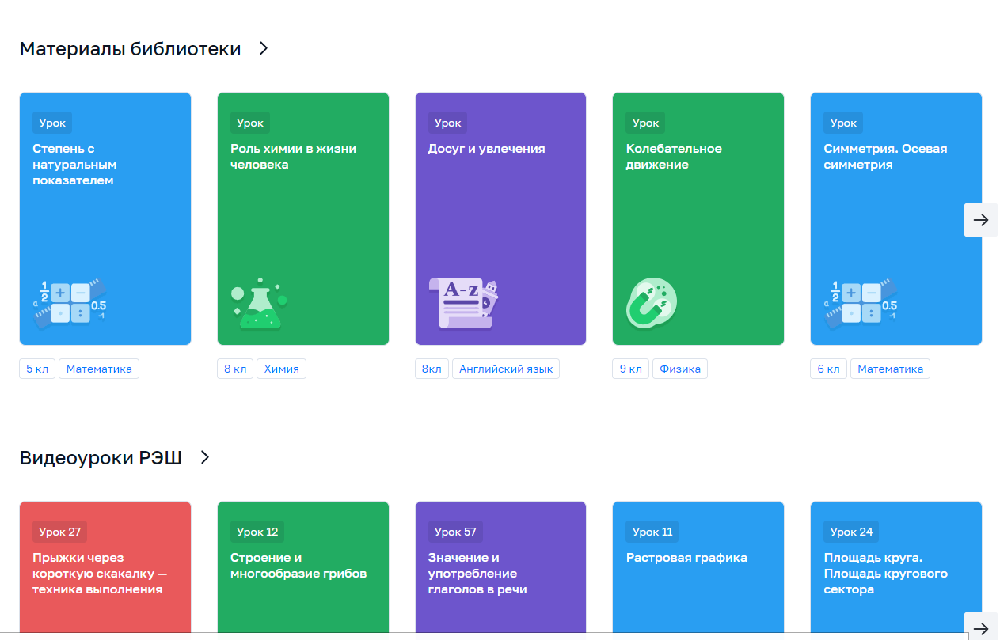 Материалы библиотеки
Урок
Степень с
натуральным
показателем
1
2
a
+
−
:
0.5
-1
5 кл
Математика
Урок
Роль химии в жизни
человека
8 кл
Химия
Урок
Досуг и увлечения
A-z
8кл
Английский язык
Урок
Колебательное
движение
9 кл
Физика
Урок
Симметрия. Осевая
симметрия
1
2
a
+
−
:
0.5
-1
6 кл
Математика
Видеоуроки РЭШ
Урок 27
Прыжки через
короткую скакалку —
техника выполнения
Урок 12
Строение и
многообразие грибов
Урок 57
Значение и
употребление
глаголов в речи
Урок 11
Растровая графика
Урок 24
Площадь круга.
Площадь кругового
сектора